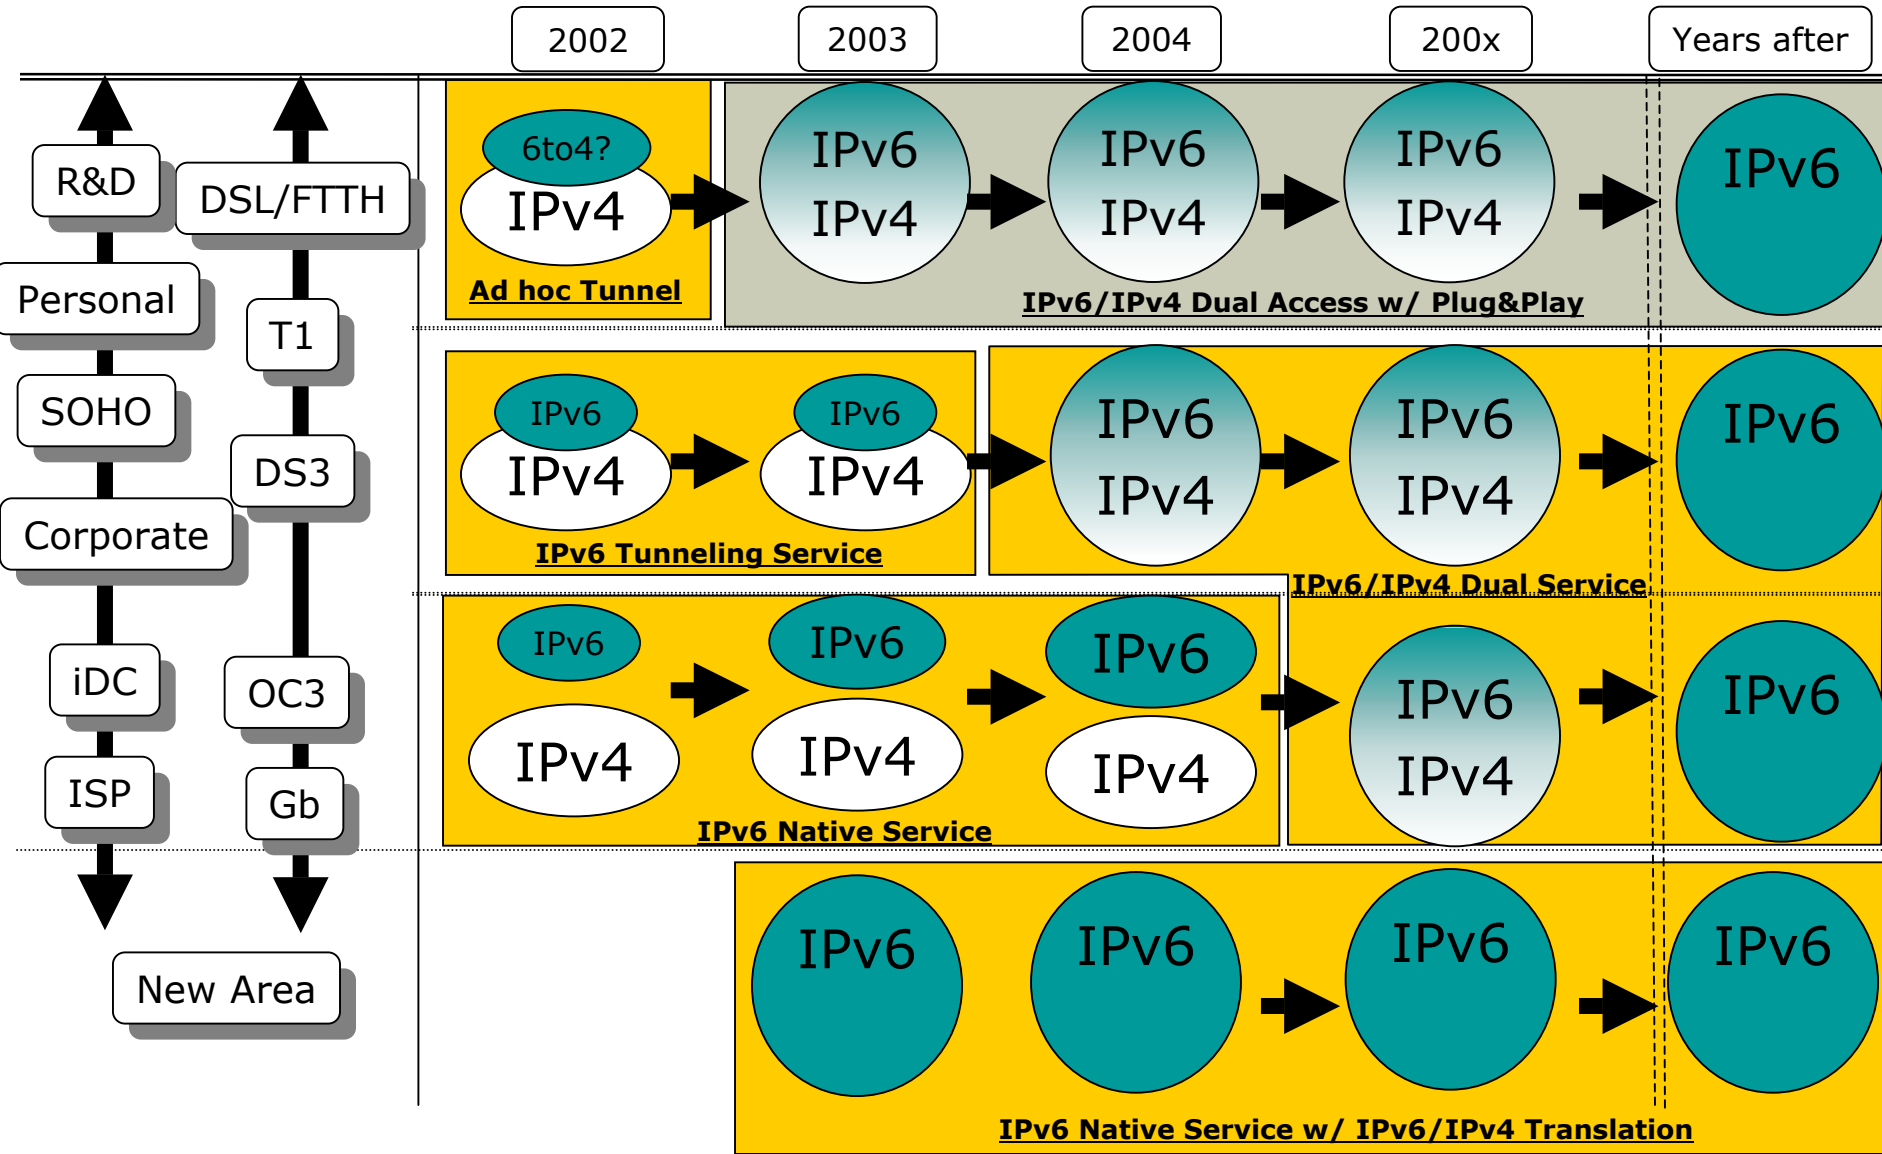 2002
2003
2004
200x
Years after
R&D
Personal
SOHO
Corporate
iDC
ISP
DSL/FTTH
T1
DS3
OC3
Gb
New Area
6to4?
IPv4
Ad hoc Tunnel
IPv6
IPv4
IPv6
IPv4
IPv6
IPv4
IPv6
IPv6/IPv4 Dual Access w/ Plug&Play
IPv6
IPv4
IPv6
IPv4
IPv6 Tunneling Service
IPv6
IPv4
IPv6
IPv4
IPv6
IPv6/IPv4 Dual Service
IPv6
IPv4
IPv6
IPv4
IPv6
IPv4
IPv6 Native Service
IPv6
IPv4
IPv6
IPv6
IPv6
IPv6
IPv6
IPv6 Native Service w/ IPv6/IPv4 Translation